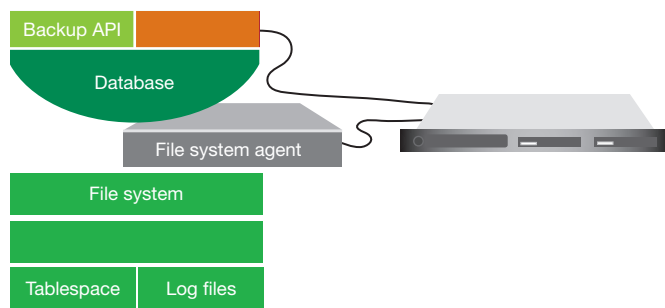 Backup API
Database
File system agent
File system
Tablespace
Log files